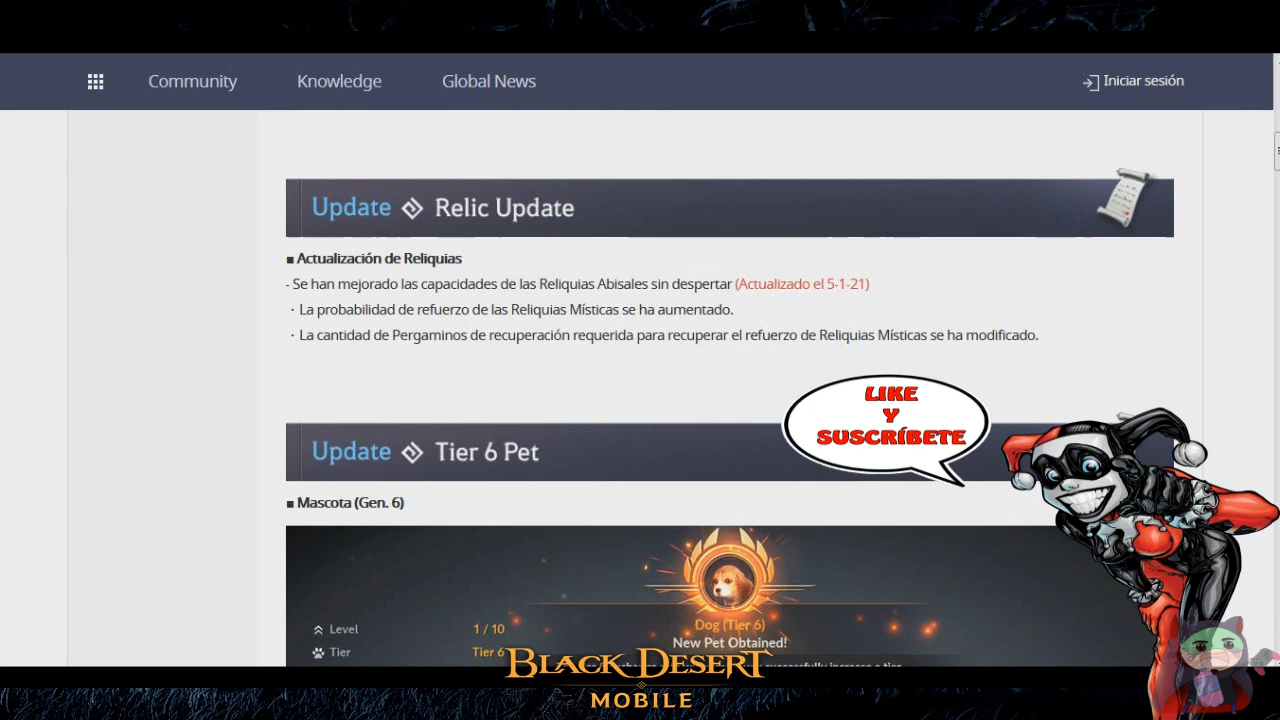 Community
Knowledge
Global News
Iniciar sesión
Update Relic Update
■ Actualización de Reliquias
- Se han mejorado las capacidades de las Reliquias Abisales sin despertar (Actualizado el 5-1-21)
・La probabilidad de refuerzo de las Reliquias Místicas se ha aumentado.
・La cantidad de Pergaminos de recuperación requerida para recuperar el refuerzo de Reliquias Místicas se ha modificado.
LIKE
Y
SUSCRÍBETE
Update Tier 6 Pet
■ Mascota (Gen. 6)
Dog (Tier 6)
New Pet Obtained!
Level 1 / 10
Tier Tier 6
successfully increase a tier
BLACK DESERT
MOBILE